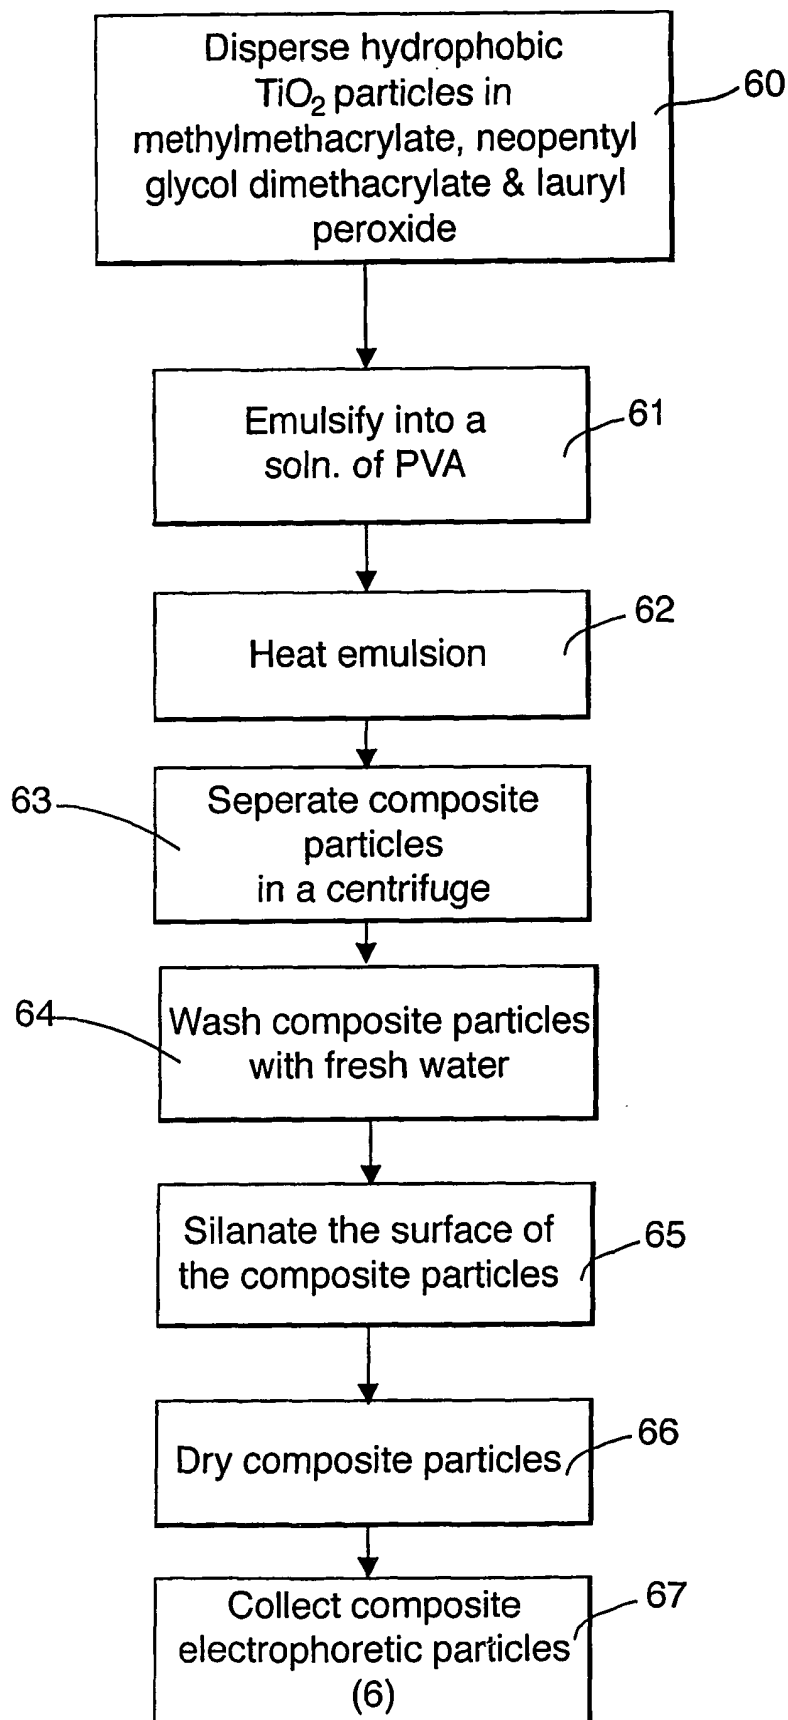 Disperse hydrophobic
TiO₂ particles in
methylmethacrylate, neopentyl
glycol dimethacrylate & lauryl
peroxide
60
Emulsify into a
soln. of PVA
61
Heat emulsion
62
63
Seperate composite
particles
in a centrifuge
64
Wash composite particles
with fresh water
Silanate the surface of
the composite particles
65
Dry composite particles
66
Collect composite
electrophoretic particles
(6)
67